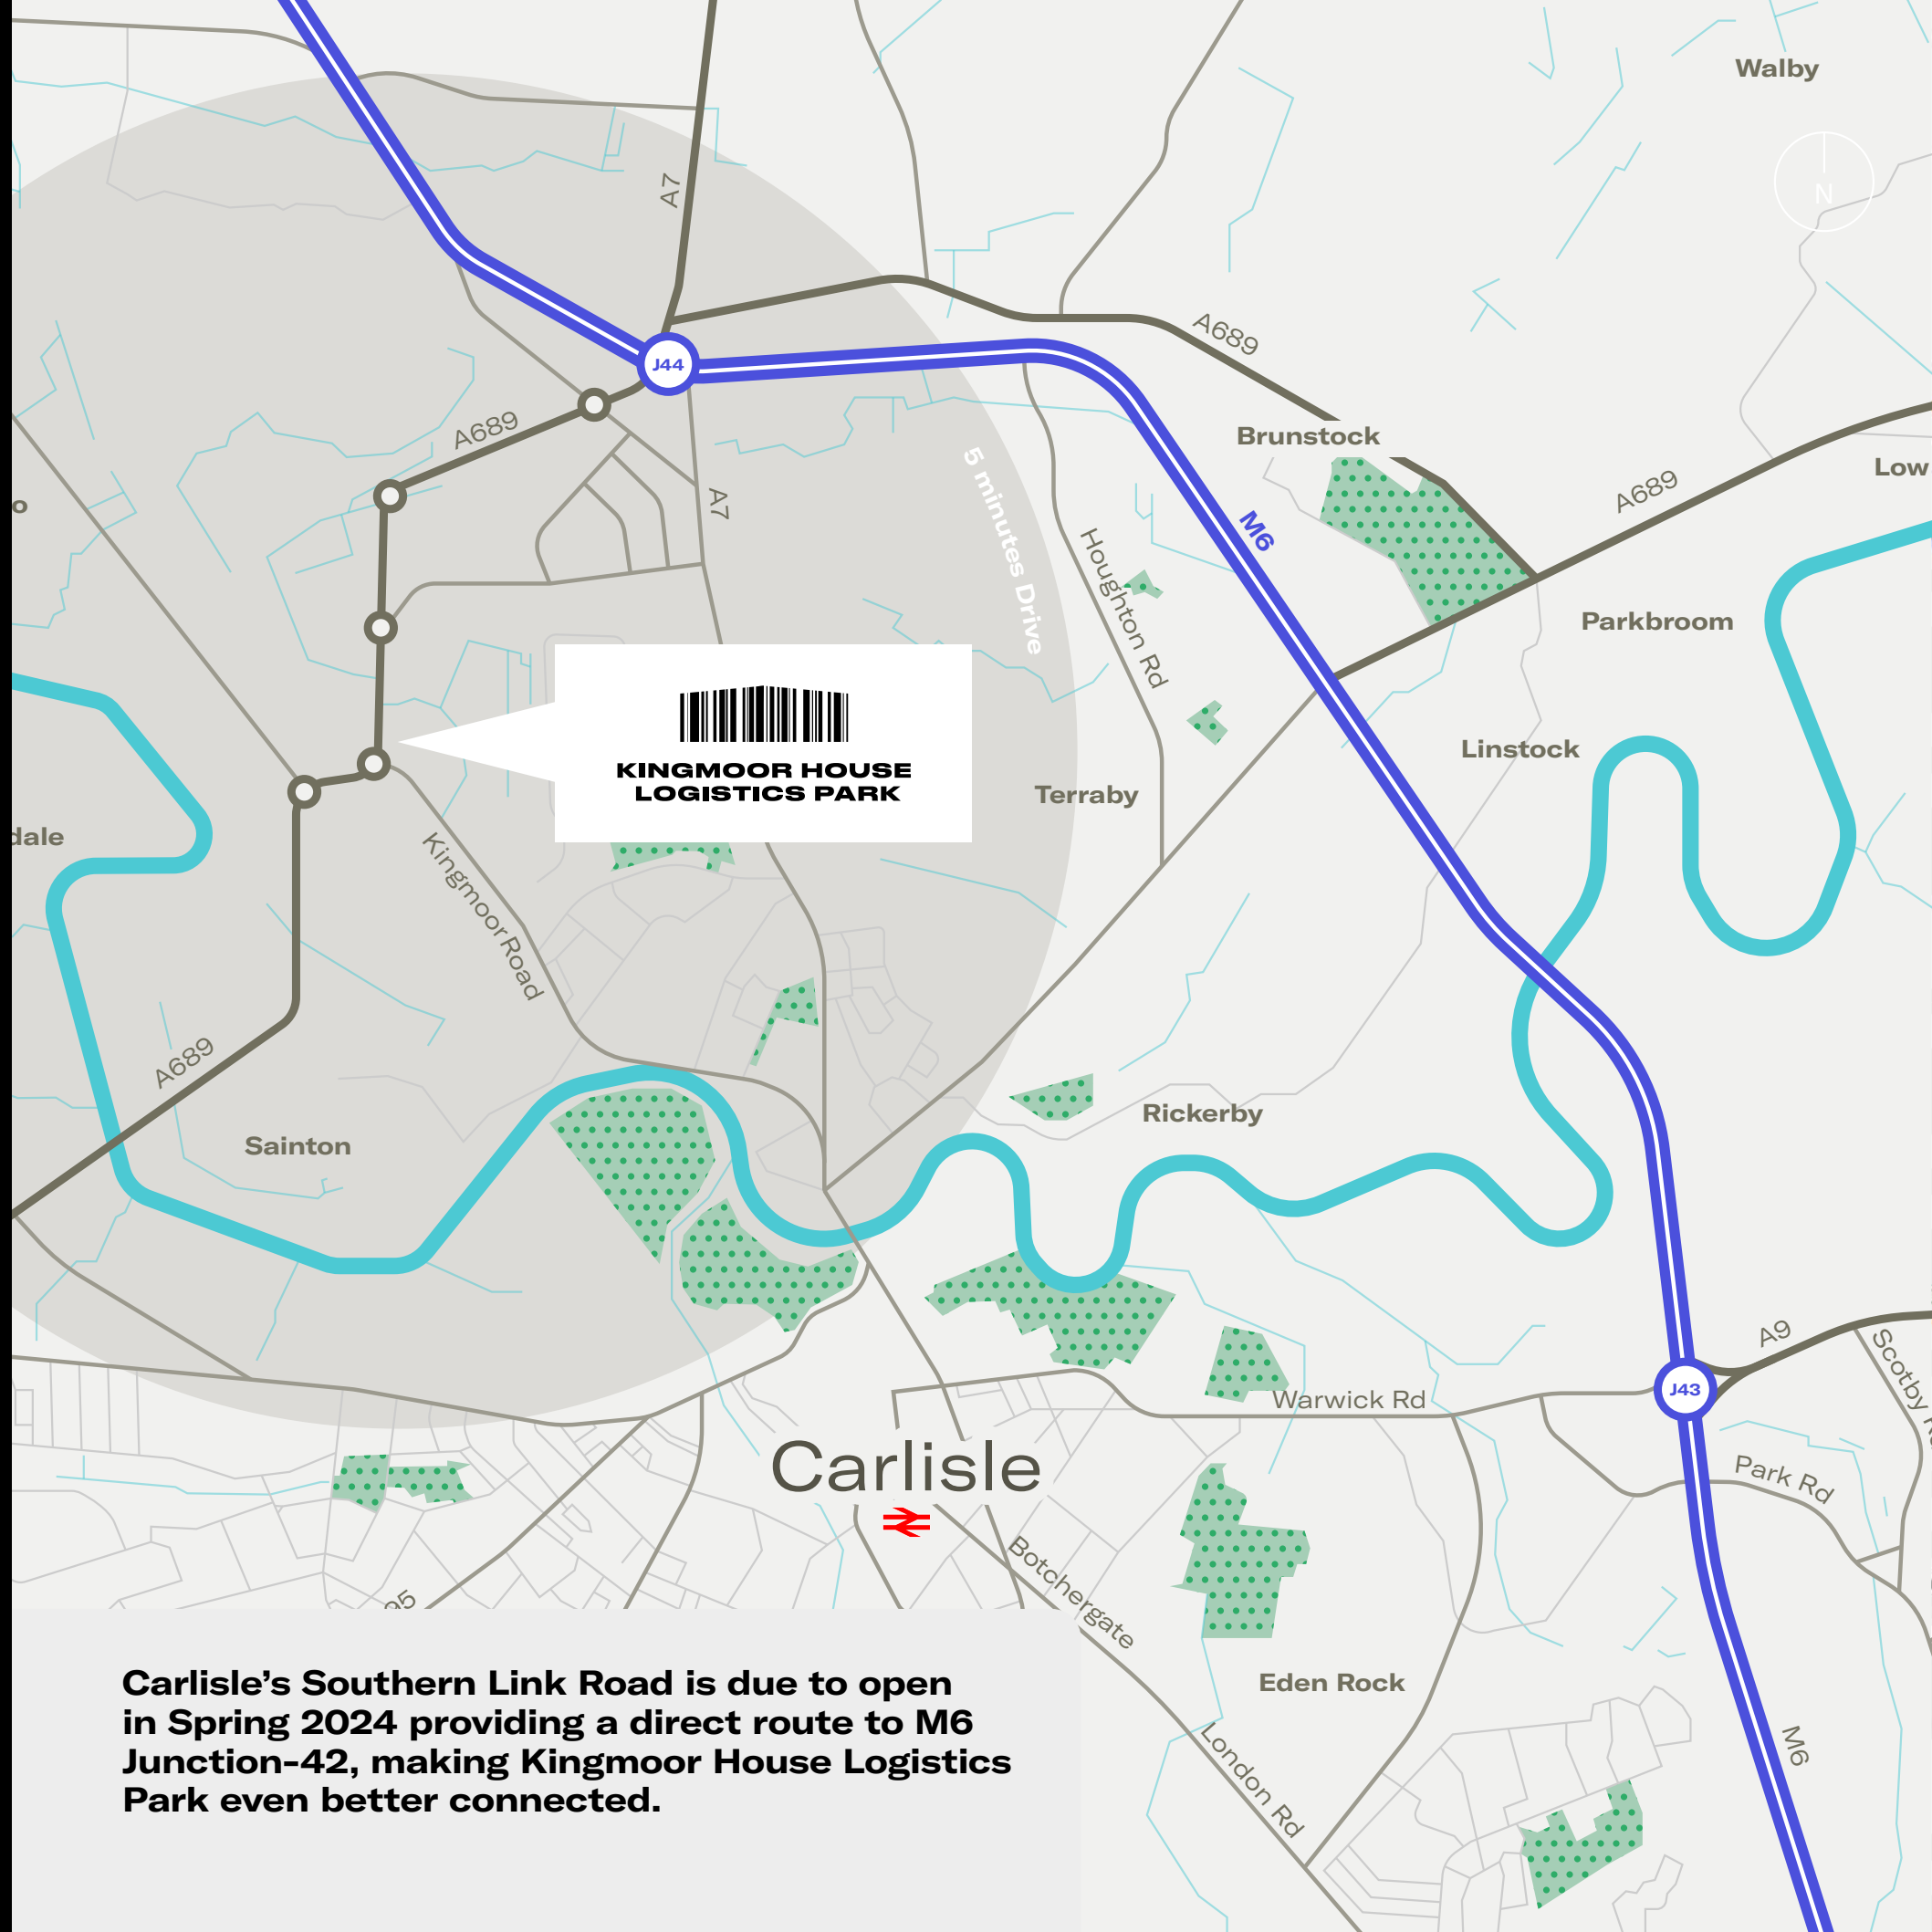 Walby
N
A7
A689
J44
A689
Brunstock
Low
A689
o
A7
5 minutes Drive
M6
Houghton Rd
Parkbroom
KINGMOOR HOUSE
LOGISTICS PARK
Linstock
Terraby
dale
Kingmoor Road
A689
Rickerby
Sainton
A9
Scotby R
J43
Warwick Rd
Carlisle
Park Rd
Botchergate
95
Eden Rock
London Rd
M6
Carlisle’s Southern Link Road is due to open
in Spring 2024 providing a direct route to M6
Junction-42, making Kingmoor House Logistics
Park even better connected.